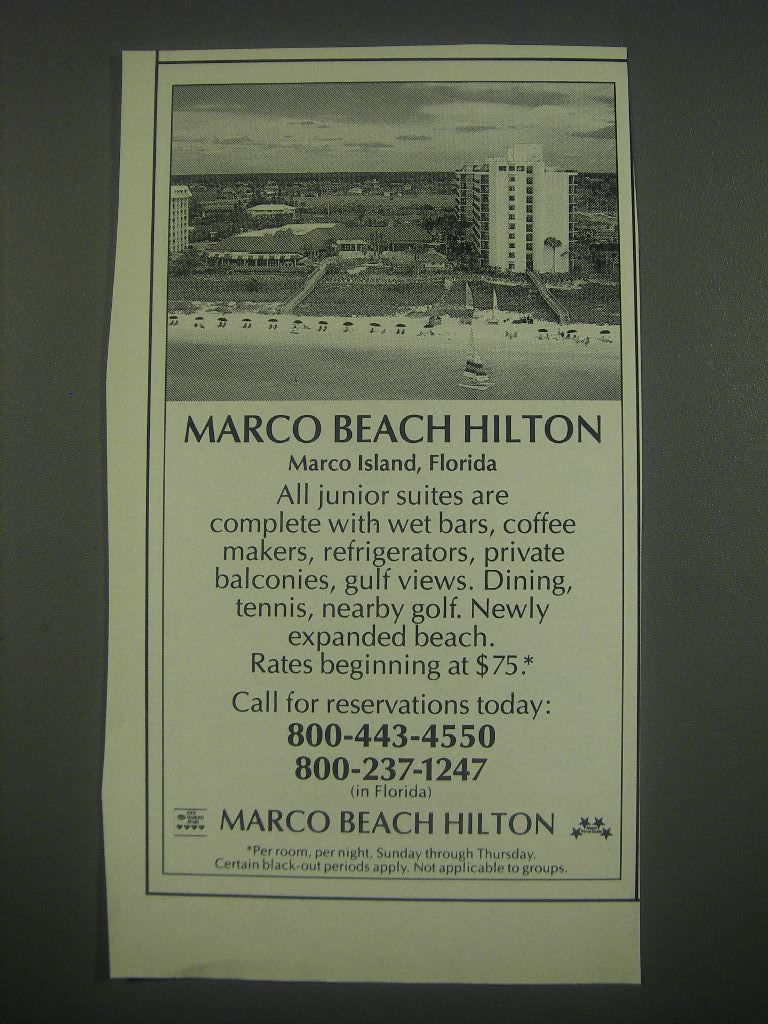 MARCO BEACH HILTON
Marco Island, Florida
All junior suites are
complete with wet bars, coffee
makers, refrigerators, private
balconies, gulf views. Dining,
tennis, nearby golf. Newly
expanded beach.
Rates beginning at $75.*
Call for reservations today:
800-443-4550
800-237-1247
(in Florida)
MARCO BEACH HILTON
*Per room, per night, Sunday through Thursday.
Certain black-out periods apply. Not applicable to groups.